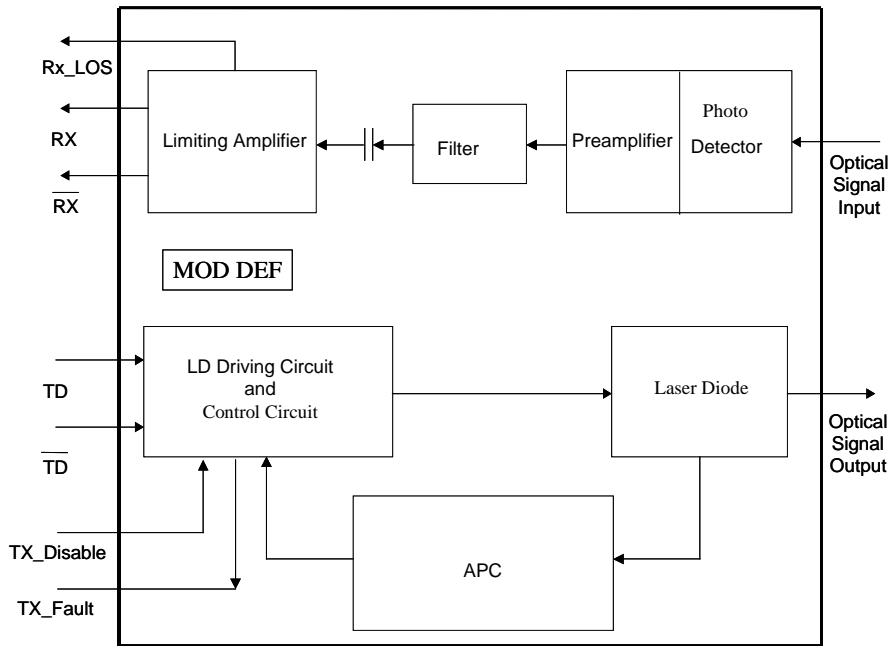 Rx_LOS
RX
RX
Limiting Amplifier
Filter
Preamplifier
Photo
Detector
Optical
Signal
Input
MOD DEF
TD
TD
LD Driving Circuit
and
Control Circuit
Laser Diode
Optical
Signal
Output
TX_Disable
TX_Fault
APC